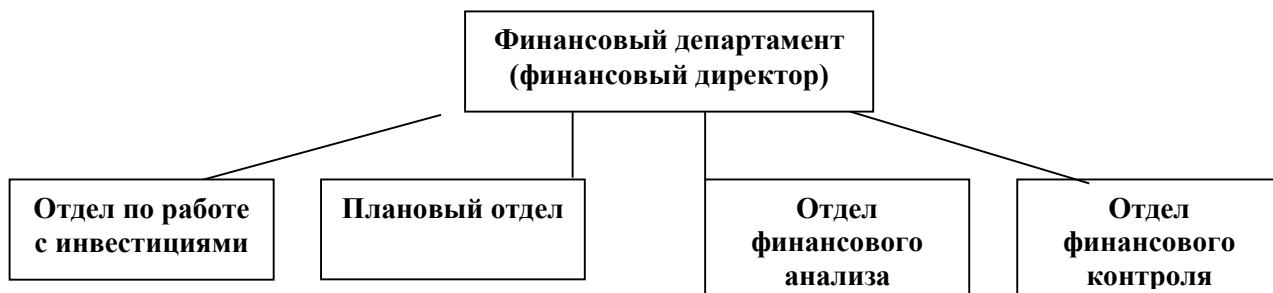 Финансовый департамент
(финансовый директор)
Отдел по работе
с инвестициями
Плановый отдел
Отдел
финансового
анализа
Отдел
финансового
контроля